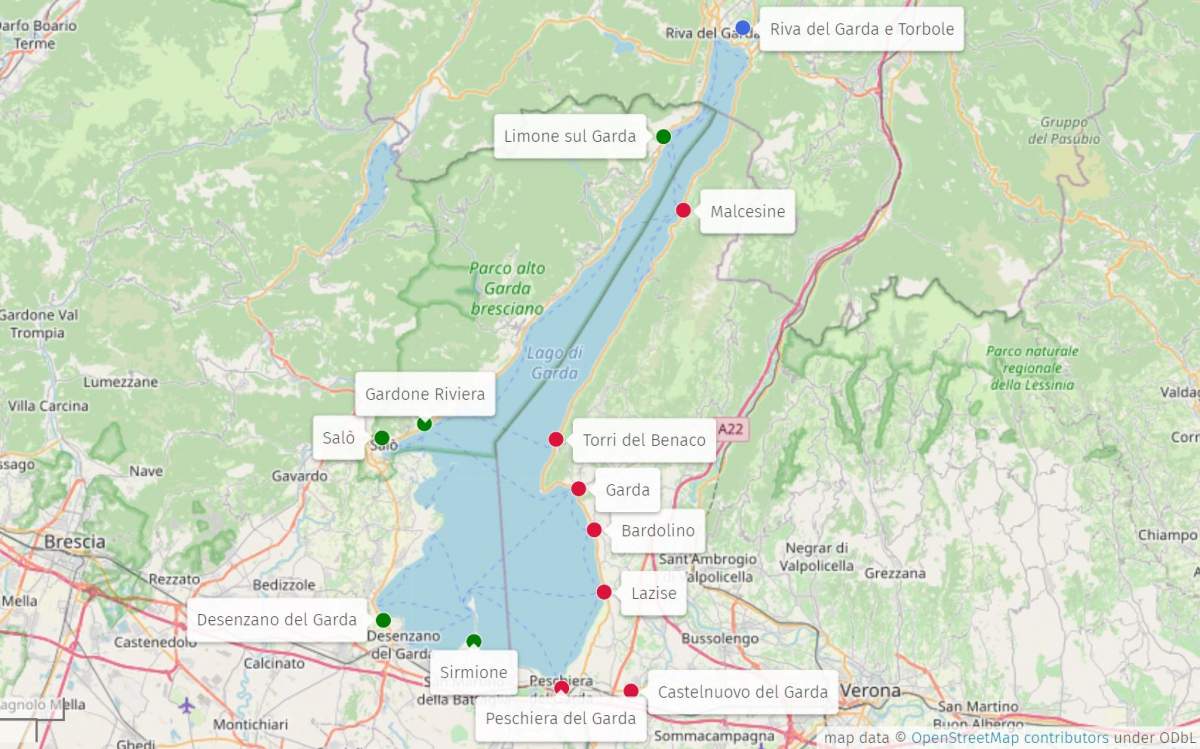 arfo Boario
Terme
Riva del Garda
Riva del Garda e Torbole
Limone sul Garda
Gruppo
del Pasubio
Malcesine
Parco alto
Garda
bresciano
Gardone Val
Trompia
Lago di
Garda
Parco naturale
regionale
della Lessinia
Lumezzane
Gardone Riviera
Valdag
Villa Carcina
Salò
Salò
Torri del Benaco
A22
ssago
Nave
Gavardo
Garda
Bardolino
Brescia
Chiampo
Sant'Ambrogio
di Valpolicella
Negrar di
Valpolicella
Grezzana
Rezzato
Bedizzole
Lazise
Mella
Desenzano del Garda
Desenzano
del Garda
Castenedolo
Bussolengo
Calcinato
Sirmione
Peschiera
Castelnuovo del Garda
Verona
della Batt
agnolo Mella
San Martino
Buon Albergo
Peschiera del Garda
Montichiari
Ghedi
Sommacampagna
map data © OpenStreetMap contributors under ODbL